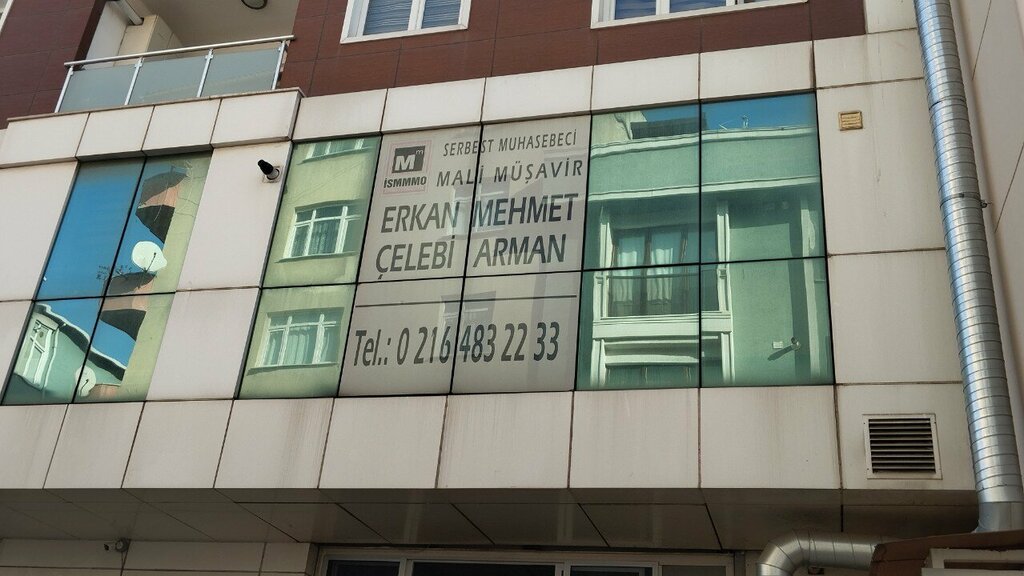 SERBEST MUHASEBECİ
MALİ MÜŞAVİR
M
İSMMMO
ERKAN MEHMET
ÇELEBİ ARMAN
Tel.: 0 216 483 22 33